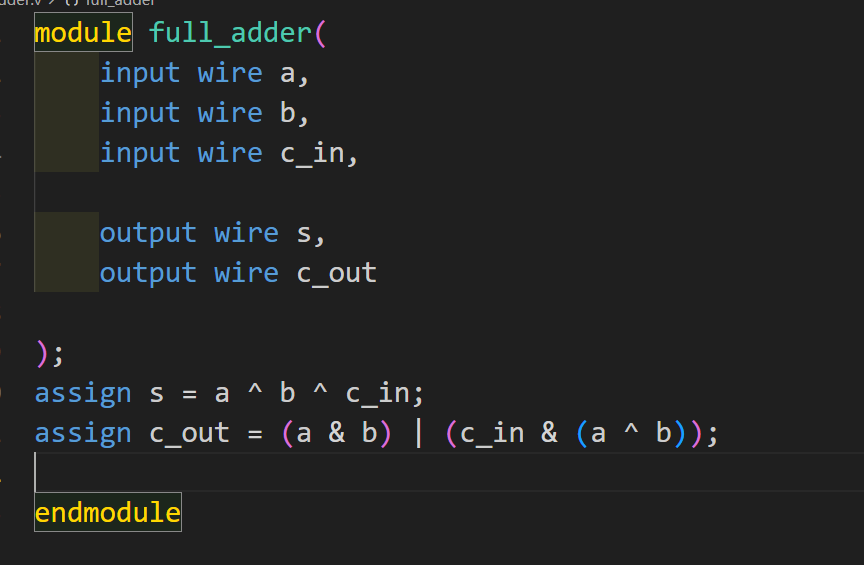 dder.v > {} full_adder
module full_adder(
    input wire a,
    input wire b,
    input wire c_in,

    output wire s,
    output wire c_out

);
assign s = a ^ b ^ c_in;
assign c_out = (a & b) | (c_in & (a ^ b));

endmodule